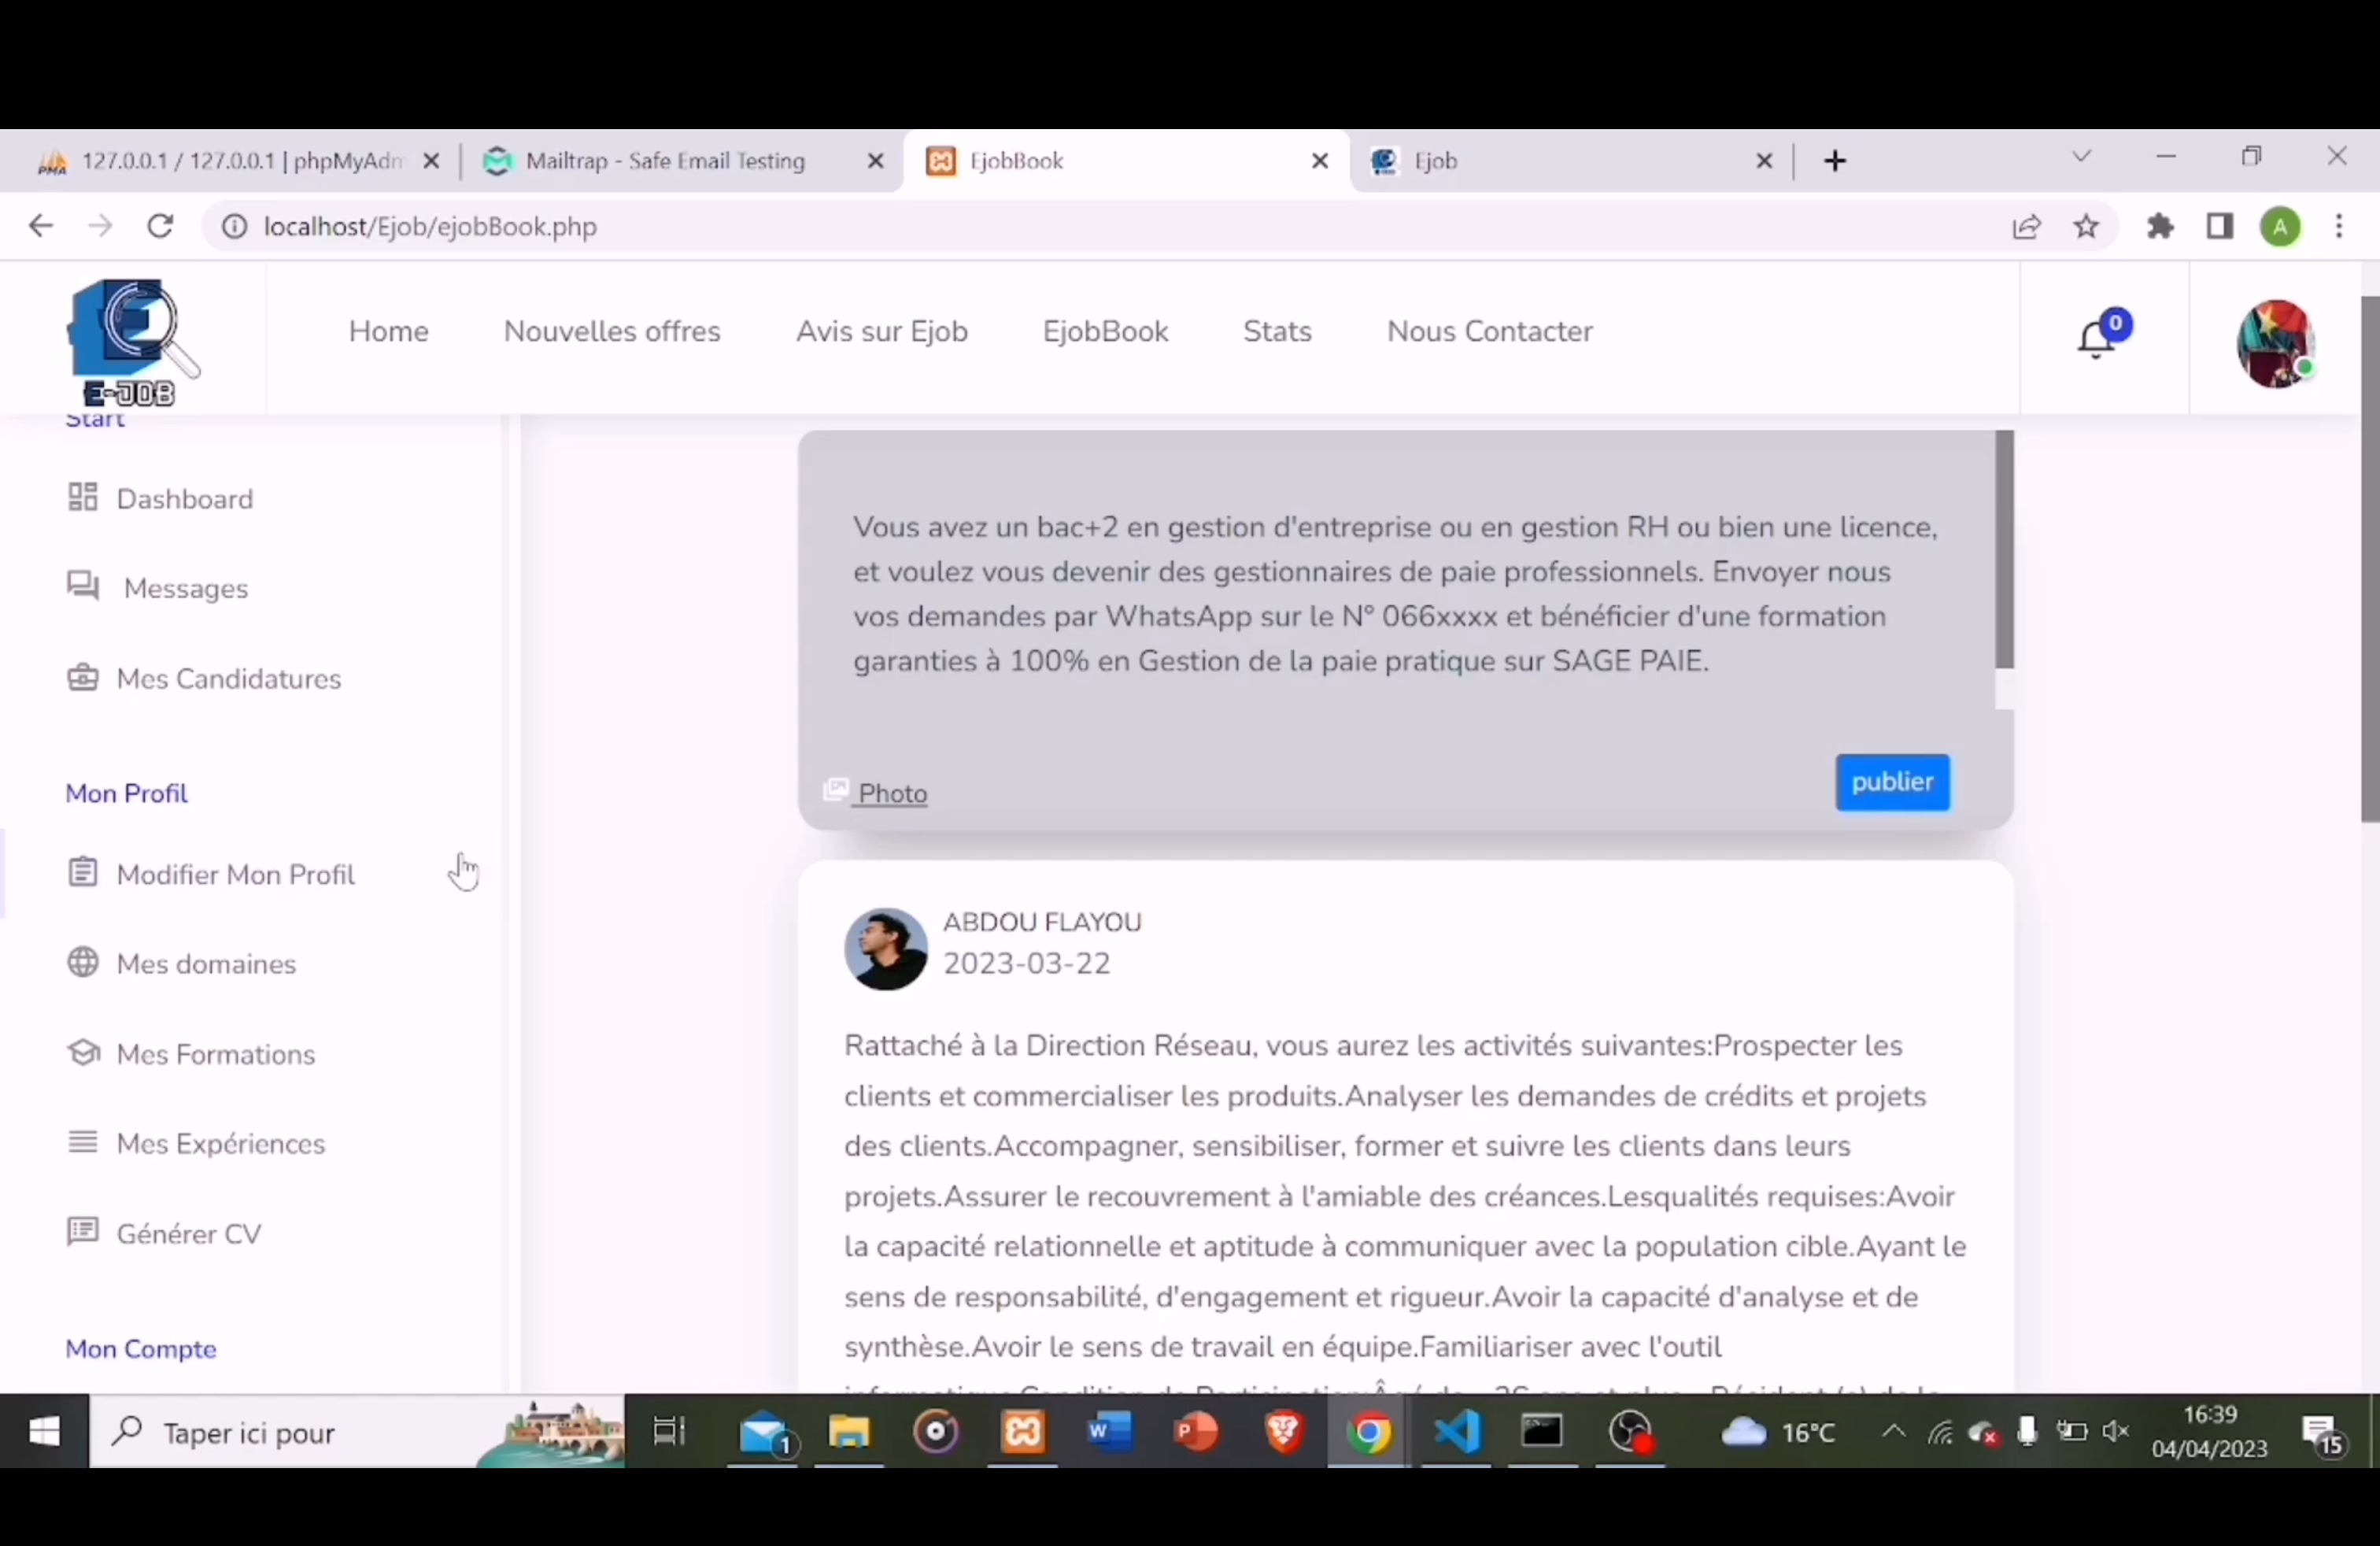 127.0.0.1 / 127.0.0.1 | phpMyAdm
Mailtrap - Safe Email Testing
EjobBook
Ejob
localhost/Ejob/ejobBook.php
A
E-JOB
Home
Nouvelles offres
Avis sur Ejob
EjobBook
Stats
Nous Contacter
0
Start
Dashboard
Messages
Mes Candidatures
Mon Profil
Modifier Mon Profil
Mes domaines
Mes Formations
Mes Expériences
Générer CV
Mon Compte
Vous avez un bac+2 en gestion d'entreprise ou en gestion RH ou bien une licence,
et voulez vous devenir des gestionnaires de paie professionnels. Envoyer nous
vos demandes par WhatsApp sur le N° 066xxxx et bénéficier d'une formation
garanties à 100% en Gestion de la paie pratique sur SAGE PAIE.
Photo
publier
ABDOU FLAYOU
2023-03-22
Rattaché à la Direction Réseau, vous aurez les activités suivantes:Prospecter les
clients et commercialiser les produits.Analyser les demandes de crédits et projets
des clients.Accompagner, sensibiliser, former et suivre les clients dans leurs
projets.Assurer le recouvrement à l'amiable des créances.Lesqualités requises:Avoir
la capacité relationnelle et aptitude à communiquer avec la population cible.Ayant le
sens de responsabilité, d'engagement et rigueur.Avoir la capacité d'analyse et de
synthèse.Avoir le sens de travail en équipe.Familiariser avec l'outil
Taper ici pour
1
16°C
16:39
04/04/2023
15